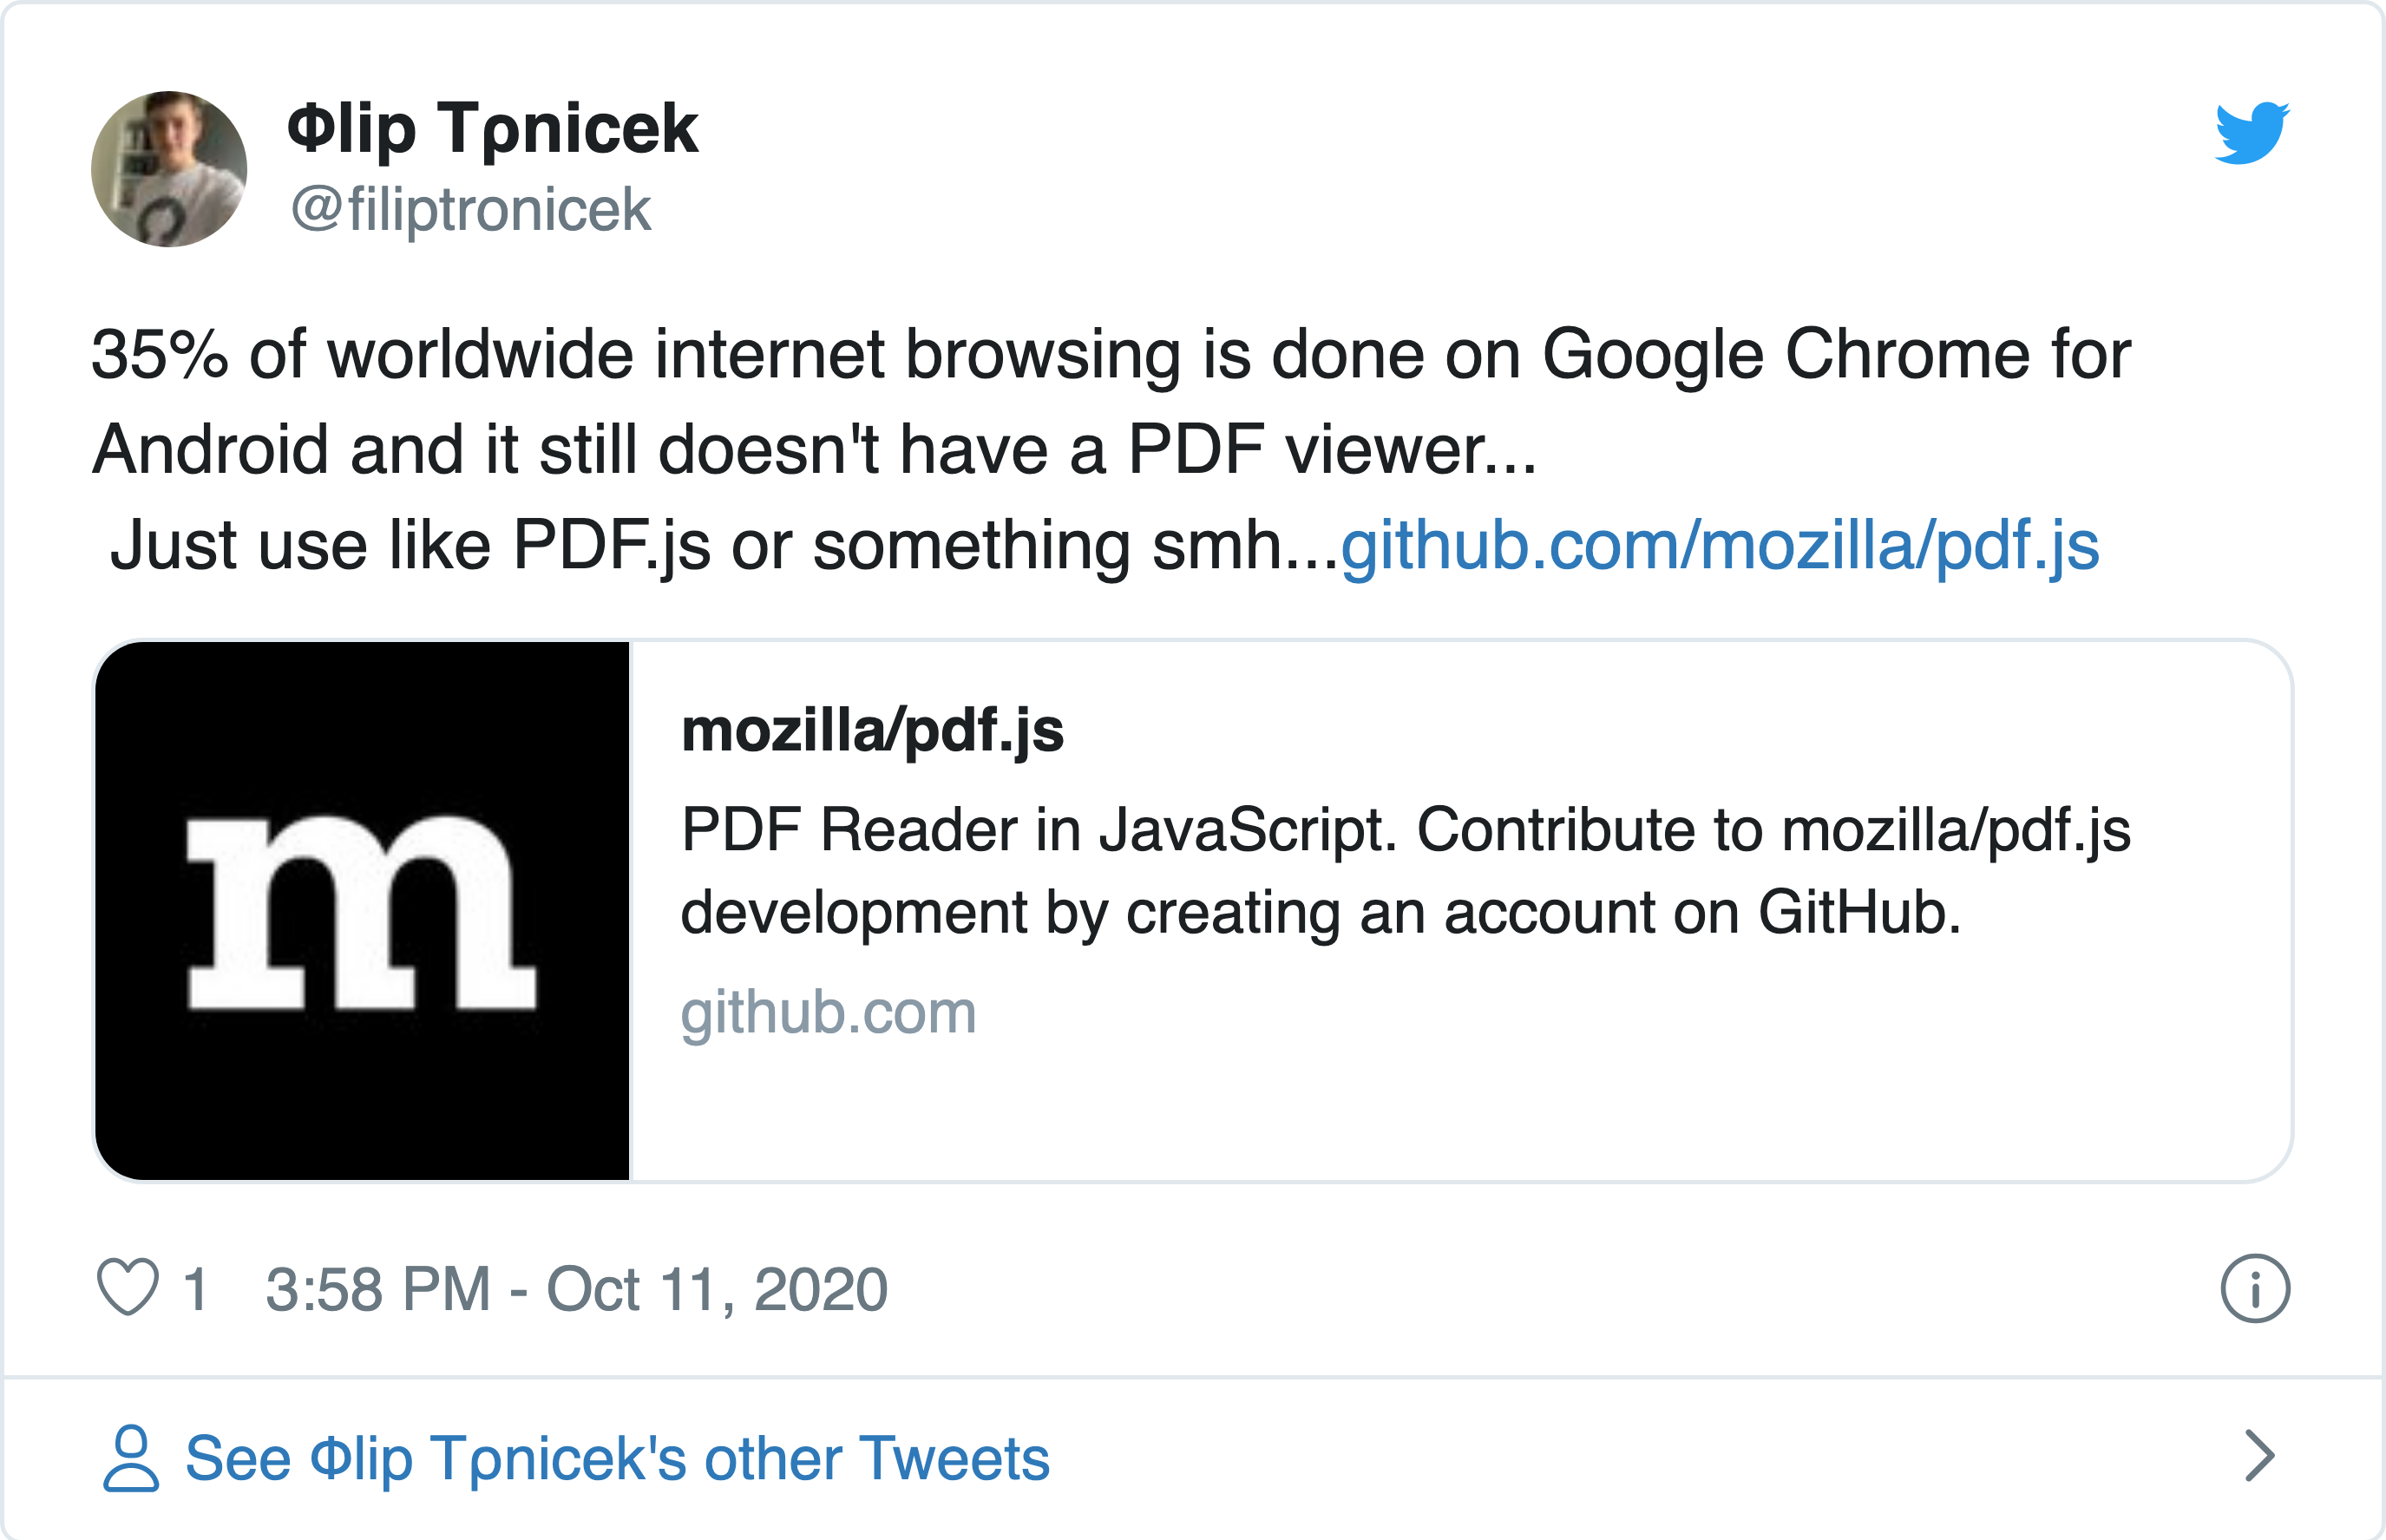 Φlip Tρnicek
@filiptronicek
35% of worldwide internet browsing is done on Google Chrome for
Android and it still doesn't have a PDF viewer...
Just use like PDF.js or something smh...github.com/mozilla/pdf.js
m
mozilla/pdf.js
PDF Reader in JavaScript. Contribute to mozilla/pdf.js
development by creating an account on GitHub.
github.com
1 3:58 PM - Oct 11, 2020
See Φlip Tρnicek's other Tweets